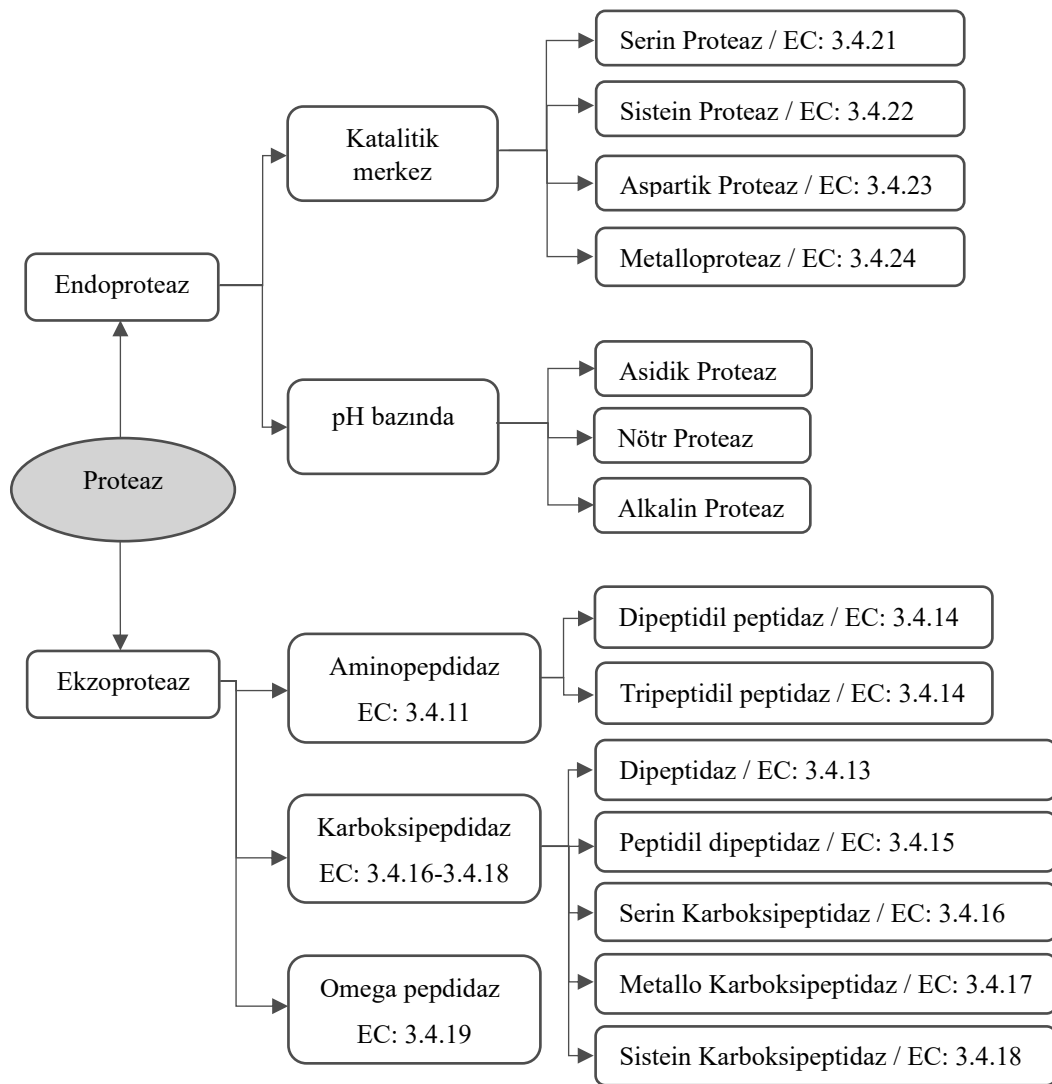 Serin Proteaz / EC: 3.4.21
Sistein Proteaz / EC: 3.4.22
Katalitik
merkez
Aspartik Proteaz / EC: 3.4.23
Metalloproteaz / EC: 3.4.24
Endoproteaz
Asidik Proteaz
pH bazında
Nötr Proteaz
Proteaz
Alkalin Proteaz
Dipeptidil peptidaz / EC: 3.4.14
Ekzoproteaz
Aminopepdidaz
EC: 3.4.11
Tripeptidil peptidaz / EC: 3.4.14
Dipeptidaz / EC: 3.4.13
Karboksipepdidaz
EC: 3.4.16-3.4.18
Peptidil dipeptidaz / EC: 3.4.15
Serin Karboksipeptidaz / EC: 3.4.16
Omega pepdidaz
EC: 3.4.19
Metallo Karboksipeptidaz / EC: 3.4.17
Sistein Karboksipeptidaz / EC: 3.4.18